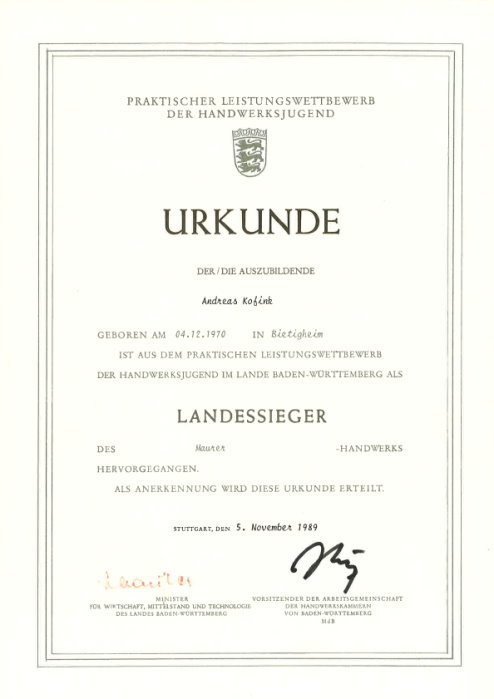 PRAKTISCHER LEISTUNGSWETTBEWERB
DER HANDWERKSJUGEND
URKUNDE
DER/DIE AUSZUBILDENDE
Andreas Kofink
GEBOREN AM 04.12.1970 IN Bietigheim
IST AUS DEM PRAKTISCHEN LEISTUNGSWETTBEWERB
DER HANDWERKSJUGEND IM LANDE BADEN-WÜRTTEMBERG ALS
LANDESSIEGER
DES Maurer -HANDWERKS
HERVORGEGANGEN.
ALS ANERKENNUNG WIRD DIESE URKUNDE ERTEILT.
STUTTGART, DEN 5. November 1989
MINISTER
FÜR WIRTSCHAFT, MITTELSTAND UND TECHNOLOGIE
DES LANDES BADEN-WÜRTTEMBERG
VORSITZENDER DER ARBEITSGEMEINSCHAFT
DER HANDWERKSKAMMERN
VON BADEN-WÜRTTEMBERG